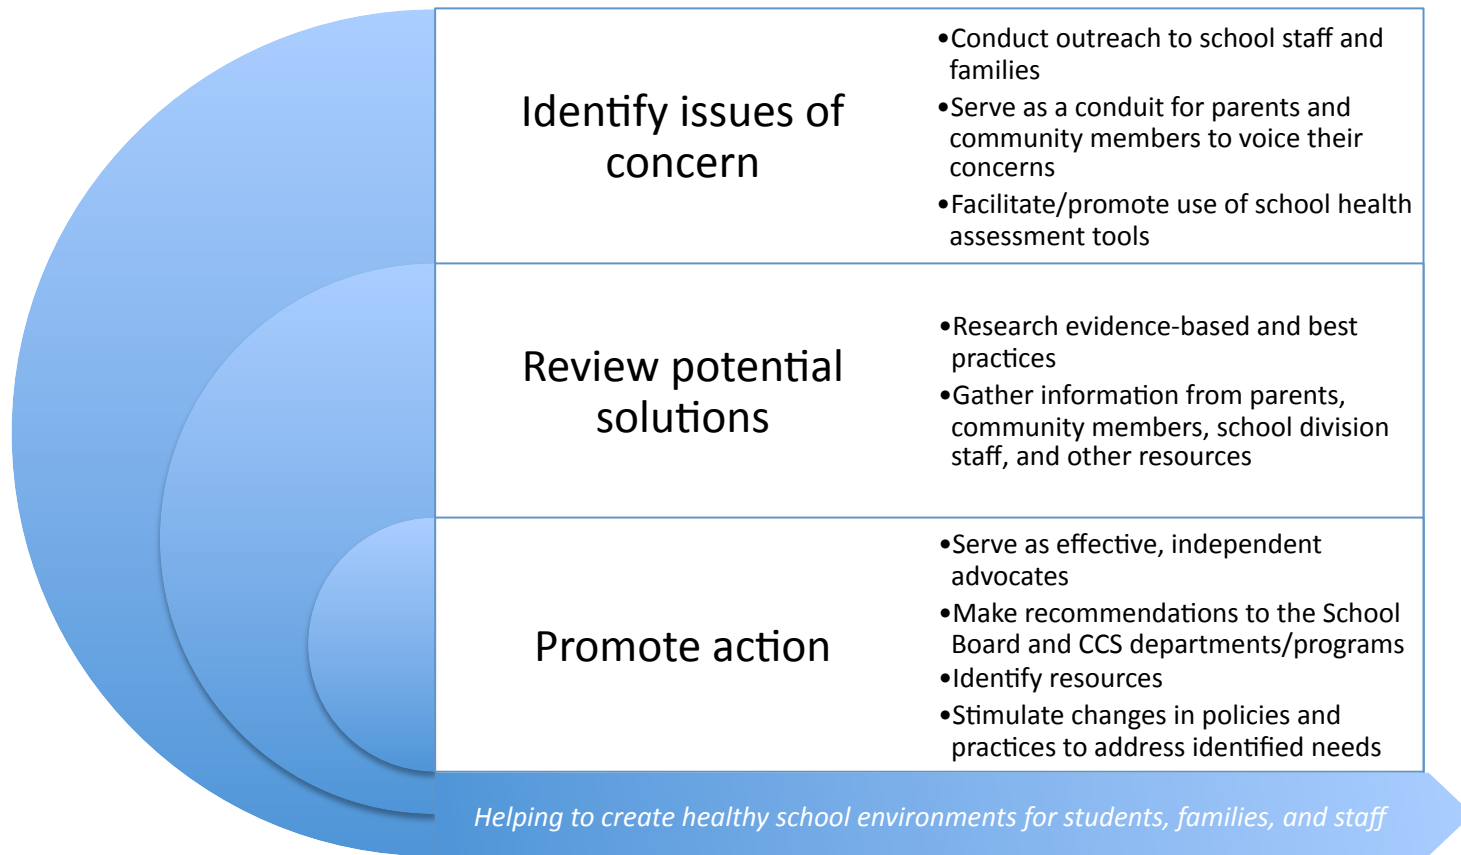 Identify issues of
concern
•Conduct outreach to school staff and
families
•Serve as a conduit for parents and
community members to voice their
concerns
•Facilitate/promote use of school health
assessment tools
Review potential
solutions
•Research evidence-based and best
practices
•Gather information from parents,
community members, school division
staff, and other resources
Promote action
•Serve as effective, independent
advocates
•Make recommendations to the School
Board and CCS departments/programs
•Identify resources
•Stimulate changes in policies and
practices to address identified needs
Helping to create healthy school environments for students, families, and staff